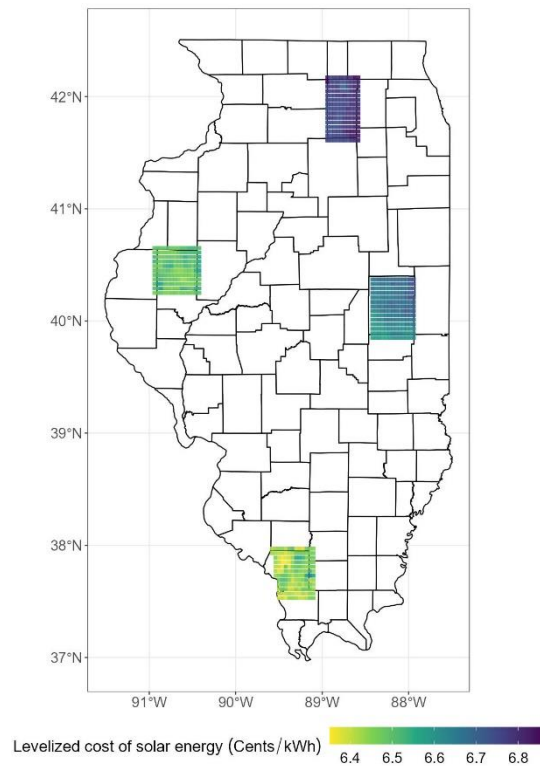 42°N
41°N
40°N
39°N
38°N
37°N
91°W 90°W 89°W 88°W
Levelized cost of solar energy (Cents/kWh)
6.4 6.5 6.6 6.7 6.8